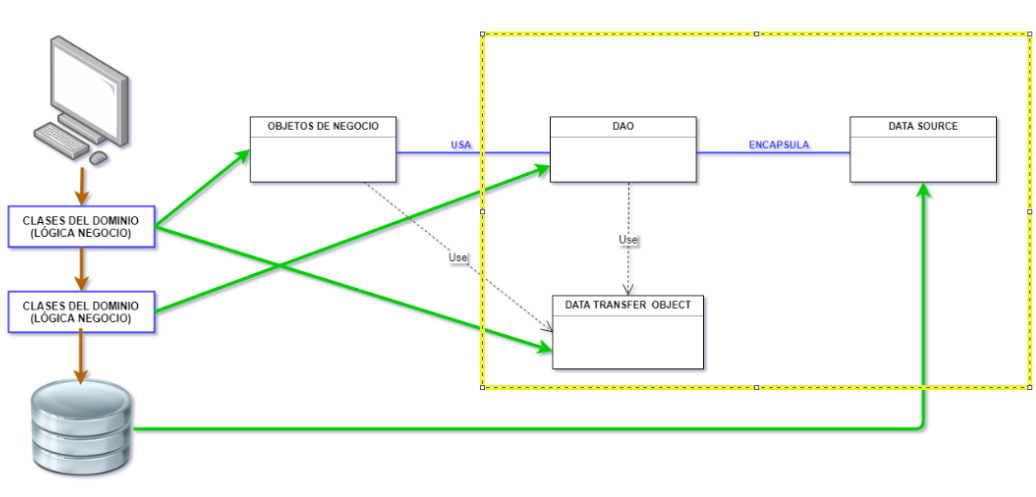 OBJETOS DE NEGOCIO
USA
DAO
ENCAPSULA
DATA SOURCE
CLASES DEL DOMINIO
(LÓGICA NEGOCIO)
Use
Use
CLASES DEL DOMINIO
(LÓGICA NEGOCIO)
DATA TRANSFER OBJECT